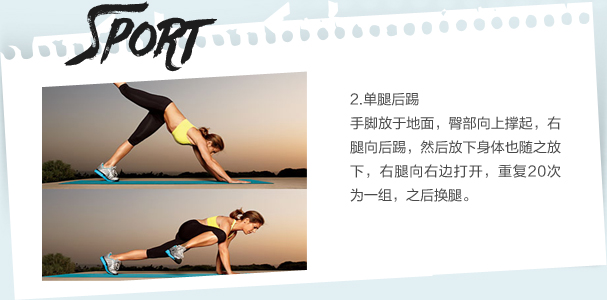 SPORT
2.单腿后踢
手脚放于地面，臀部向上撑起，右
腿向后踢，然后放下身体也随之放
下，右腿向右边打开，重复20次
为一组，之后换腿。